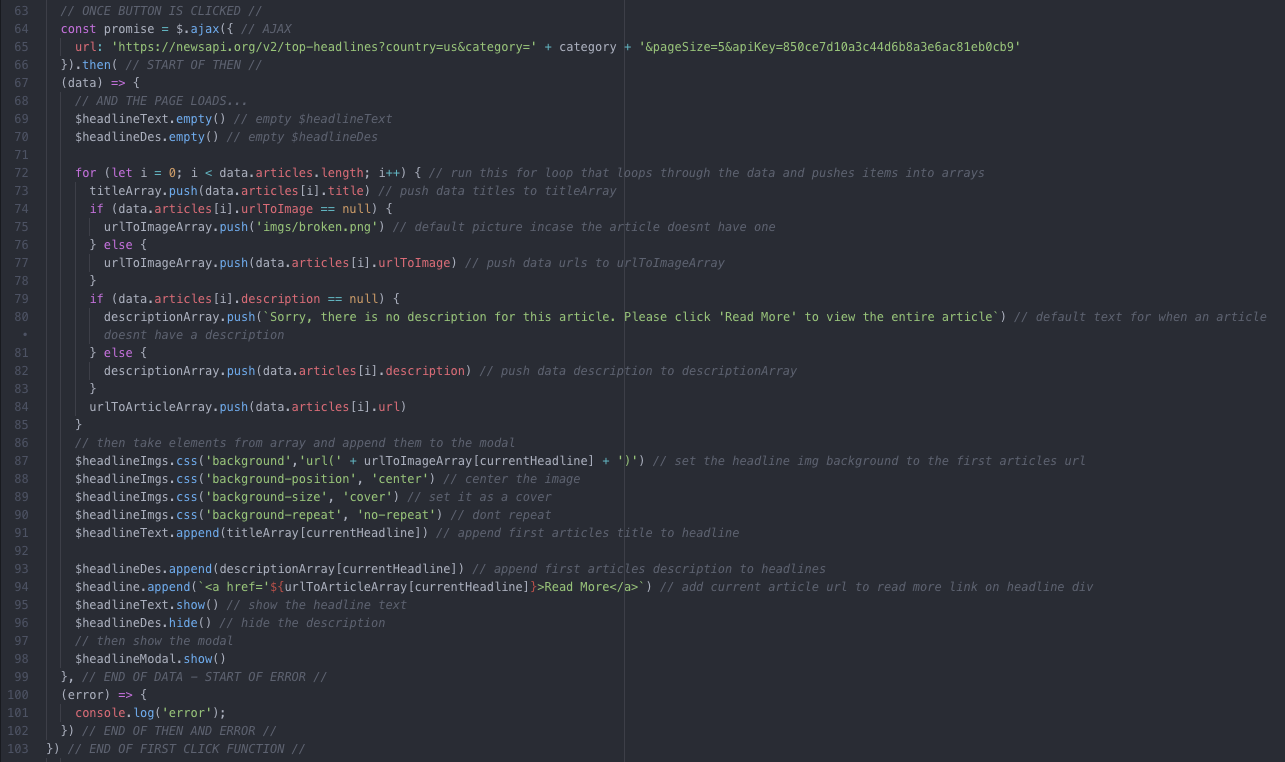 63 // ONCE BUTTON IS CLICKED //
64 const promise = $.ajax({ // AJAX
65 url: 'https://newsapi.org/v2/top-headlines?country=us&category=' + category + '&pageSize=5&apiKey=850ce7d10a3c44d6b8a3e6ac81eb0cb9'
66 }).then( // START OF THEN //
67 (data) => {
68 // AND THE PAGE LOADS...
69 $headlineText.empty() // empty $headlineText
70 $headlineDes.empty() // empty $headlineDes
71
72 for (let i = 0; i < data.articles.length; i++) { // run this for loop that loops through the data and pushes items into arrays
73 titleArray.push(data.articles[i].title) // push data titles to titleArray
74 if (data.articles[i].urlToImage == null) {
75 urlToImageArray.push('imgs/broken.png') // default picture incase the article doesnt have one
76 } else {
77 urlToImageArray.push(data.articles[i].urlToImage) // push data urls to urlToImageArray
78 }
79 if (data.articles[i].description == null) {
80 descriptionArray.push(`Sorry, there is no description for this article. Please click 'Read More' to view the entire article`) // default text for when an article
• doesnt have a description
81 } else {
82 descriptionArray.push(data.articles[i].description) // push data description to descriptionArray
83 }
84 urlToArticleArray.push(data.articles[i].url)
85 }
86 // then take elements from array and append them to the modal
87 $headlineImgs.css('background','url(' + urlToImageArray[currentHeadline] + ')') // set the headline img background to the first articles url
88 $headlineImgs.css('background-position', 'center') // center the image
89 $headlineImgs.css('background-size', 'cover') // set it as a cover
90 $headlineImgs.css('background-repeat', 'no-repeat') // dont repeat
91 $headlineText.append(titleArray[currentHeadline]) // append first articles title to headline
92
93 $headlineDes.append(descriptionArray[currentHeadline]) // append first articles description to headlines
94 $headline.append(`<a href='${urlToArticleArray[currentHeadline]}>Read More</a>`) // add current article url to read more link on headline div
95 $headlineText.show() // show the headline text
96 $headlineDes.hide() // hide the description
97 // then show the modal
98 $headlineModal.show()
99 }, // END OF DATA - START OF ERROR //
100 (error) => {
101 console.log('error');
102 }) // END OF THEN AND ERROR //
103 }) // END OF FIRST CLICK FUNCTION //